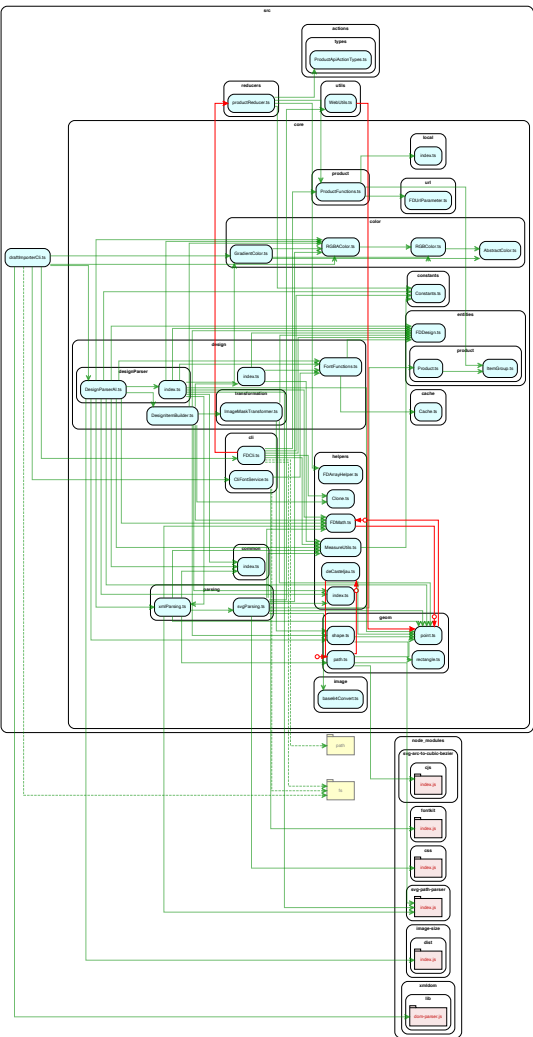 src
actions
types
ProductApiActionTypes.ts
reducers
productReducer.ts
utils
WebUtils.ts
core
local
index.ts
product
ProductFunctions.ts
url
FDUrlParameter.ts
color
GradientColor.ts
RGBAColor.ts
RGBColor.ts
AbstractColor.ts
draftImporterCli.ts
constants
Constants.ts
entities
FDDesign.ts
product
Product.ts
ItemGroup.ts
design
designParser
DesignParserAI.ts
index.ts
index.ts
FontFunctions.ts
transformation
ImageMaskTransformer.ts
DesignItemBuilder.ts
cache
Cache.ts
cli
FDCli.ts
CliFontService.ts
helpers
FDArrayHelper.ts
Clone.ts
FDMath.ts
MeasureUtils.ts
deCasteljau.ts
index.ts
common
index.ts
parsing
xmlParsing.ts
svgParsing.ts
geom
shape.ts
point.ts
path.ts
rectangle.ts
image
base64Convert.ts
path
fs
node_modules
svg-arc-to-cubic-bezier
cjs
index.js
fontkit
index.js
css
index.js
svg-path-parser
index.js
image-size
dist
index.js
xmldom
lib
dom-parser.js